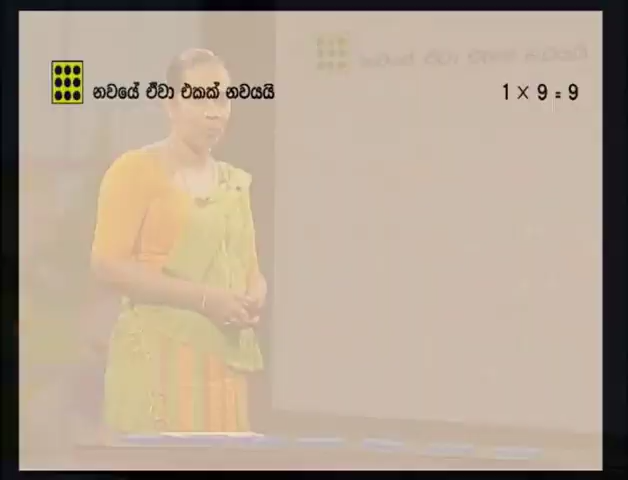 නවයේ ඒවා එකක් නවයයි 1 × 9 = 9